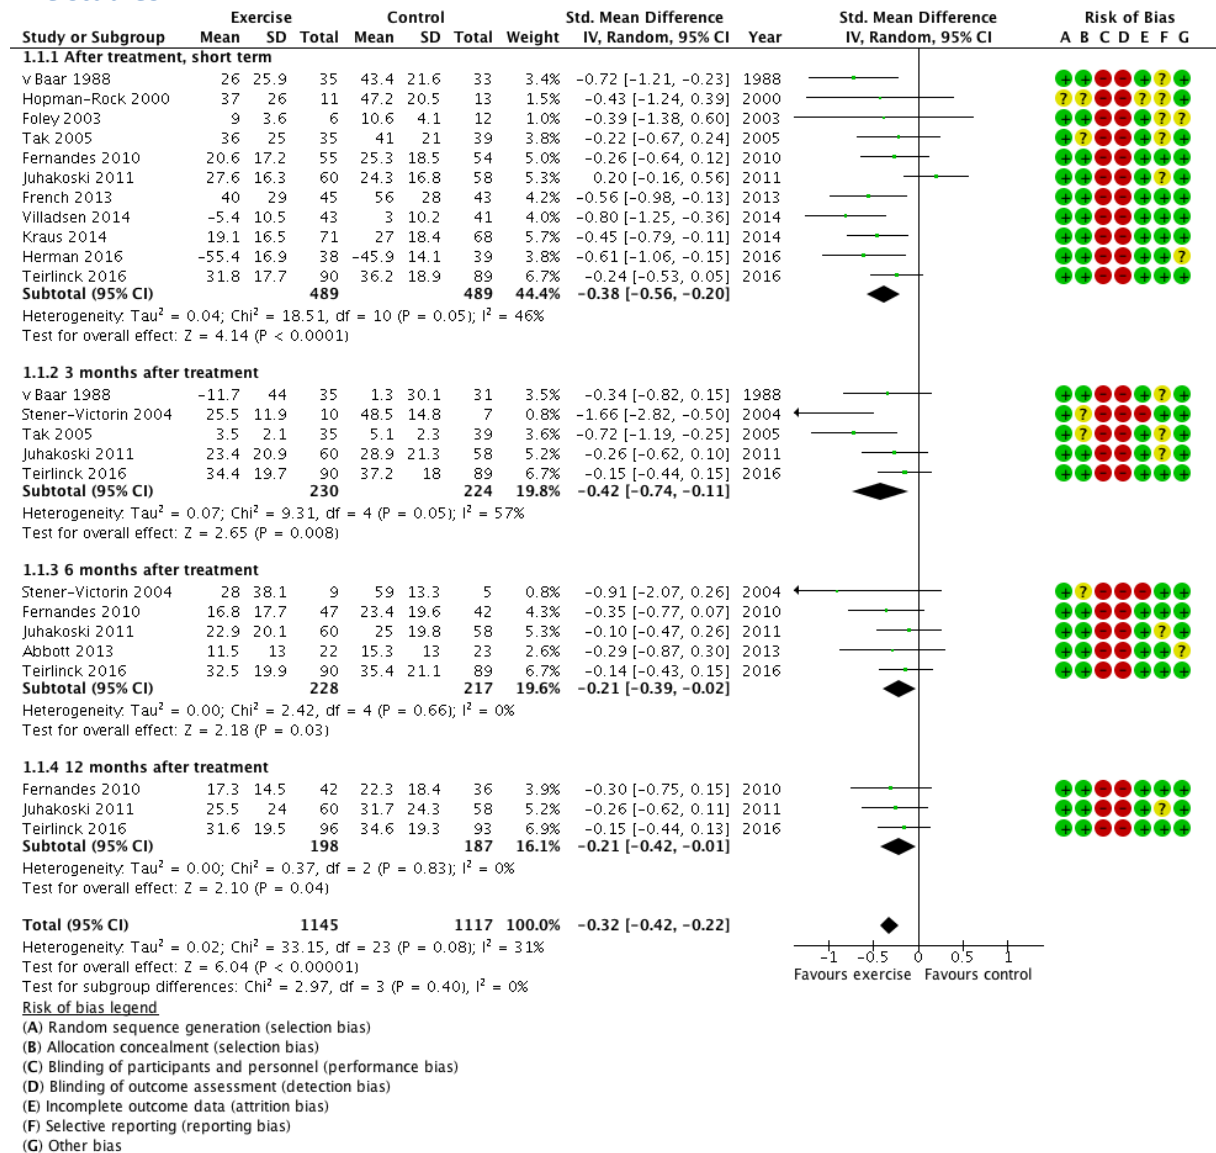 Exercise Control Std. Mean Difference Std. Mean Difference Risk of Bias
Study or Subgroup Mean SD Total Mean SD Total Weight IV, Random, 95% CI Year IV, Random, 95% CI A B C D E F G
1.1.1 After treatment, short term
v Baar 1988 26 25.9 35 43.4 21.6 33 3.4% -0.72 [-1.21, -0.23] 1988 + + - - + ? +
Hopman-Rock 2000 37 26 11 47.2 20.5 13 1.5% -0.43 [-1.24, 0.39] 2000 ? ? - - ? ? +
Foley 2003 9 3.6 6 10.6 4.1 12 1.0% -0.39 [-1.38, 0.60] 2003 + + - - + ? ?
Tak 2005 36 25 35 41 21 39 3.8% -0.22 [-0.67, 0.24] 2005 + ? - - + ? +
Fernandes 2010 20.6 17.2 55 25.3 18.5 54 5.0% -0.26 [-0.64, 0.12] 2010 + + - - + + +
Juhakoski 2011 27.6 16.3 60 24.3 16.8 58 5.3% 0.20 [-0.16, 0.56] 2011 + + - - + ? +
French 2013 40 29 45 56 28 43 4.2% -0.56 [-0.98, -0.13] 2013 + + - - + + +
Villadsen 2014 -5.4 10.5 43 3 10.2 41 4.0% -0.80 [-1.25, -0.36] 2014 + + - - + + +
Kraus 2014 19.1 16.5 71 27 18.4 68 5.7% -0.45 [-0.79, -0.11] 2014 + + - - + + +
Herman 2016 -55.4 16.9 38 -45.9 14.1 39 3.8% -0.61 [-1.06, -0.15] 2016 + + - - + + ?
Teirlinck 2016 31.8 17.7 90 36.2 18.9 89 6.7% -0.24 [-0.53, 0.05] 2016 + + - - + + +
Subtotal (95% CI) 489 489 44.4% -0.38 [-0.56, -0.20]
Heterogeneity: Tau² = 0.04; Chi² = 18.51, df = 10 (P = 0.05); I² = 46%
Test for overall effect: Z = 4.14 (P < 0.0001)
1.1.2 3 months after treatment
v Baar 1988 -11.7 44 35 1.3 30.1 31 3.5% -0.34 [-0.82, 0.15] 1988 + + - - + ? +
Stener-Victorin 2004 25.5 11.9 10 48.5 14.8 7 0.8% -1.66 [-2.82, -0.50] 2004 + ? - - - + +
Tak 2005 3.5 2.1 35 5.1 2.3 39 3.6% -0.72 [-1.19, -0.25] 2005 + ? - - + ? +
Juhakoski 2011 23.4 20.9 60 28.9 21.3 58 5.2% -0.26 [-0.62, 0.10] 2011 + + - - + ? +
Teirlinck 2016 34.4 19.7 90 37.2 18 89 6.7% -0.15 [-0.44, 0.15] 2016 + + - - + + +
Subtotal (95% CI) 230 224 19.8% -0.42 [-0.74, -0.11]
Heterogeneity: Tau² = 0.07; Chi² = 9.31, df = 4 (P = 0.05); I² = 57%
Test for overall effect: Z = 2.65 (P = 0.008)
1.1.3 6 months after treatment
Stener-Victorin 2004 28 38.1 9 59 13.3 5 0.8% -0.91 [-2.07, 0.26] 2004 + ? - - - + +
Fernandes 2010 16.8 17.7 47 23.4 19.6 42 4.3% -0.35 [-0.77, 0.07] 2010 + + - - + + +
Juhakoski 2011 22.9 20.1 60 25 19.8 58 5.3% -0.10 [-0.47, 0.26] 2011 + + - - + ? +
Abbott 2013 11.5 13 22 15.3 13 23 2.6% -0.29 [-0.87, 0.30] 2013 + + - - + + ?
Teirlinck 2016 32.5 19.9 90 35.4 21.1 89 6.7% -0.14 [-0.43, 0.15] 2016 + + - - + + +
Subtotal (95% CI) 228 217 19.6% -0.21 [-0.39, -0.02]
Heterogeneity: Tau² = 0.00; Chi² = 2.42, df = 4 (P = 0.66); I² = 0%
Test for overall effect: Z = 2.18 (P = 0.03)
1.1.4 12 months after treatment
Fernandes 2010 17.3 14.5 42 22.3 18.4 36 3.9% -0.30 [-0.75, 0.15] 2010 + + - - + + +
Juhakoski 2011 25.5 24 60 31.7 24.3 58 5.2% -0.26 [-0.62, 0.11] 2011 + + - - + ? +
Teirlinck 2016 31.6 19.5 96 34.6 19.3 93 6.9% -0.15 [-0.44, 0.13] 2016 + + - - + + +
Subtotal (95% CI) 198 187 16.1% -0.21 [-0.42, -0.01]
Heterogeneity: Tau² = 0.00; Chi² = 0.37, df = 2 (P = 0.83); I² = 0%
Test for overall effect: Z = 2.10 (P = 0.04)
Total (95% CI) 1145 1117 100.0% -0.32 [-0.42, -0.22]
Heterogeneity: Tau² = 0.02; Chi² = 33.15, df = 23 (P = 0.08); I² = 31%
Test for overall effect: Z = 6.04 (P < 0.00001)
Test for subgroup differences: Chi² = 2.97, df = 3 (P = 0.40), I² = 0%
-1 -0.5 0 0.5 1
Favours exercise Favours control
Risk of bias legend
(A) Random sequence generation (selection bias)
(B) Allocation concealment (selection bias)
(C) Blinding of participants and personnel (performance bias)
(D) Blinding of outcome assessment (detection bias)
(E) Incomplete outcome data (attrition bias)
(F) Selective reporting (reporting bias)
(G) Other bias